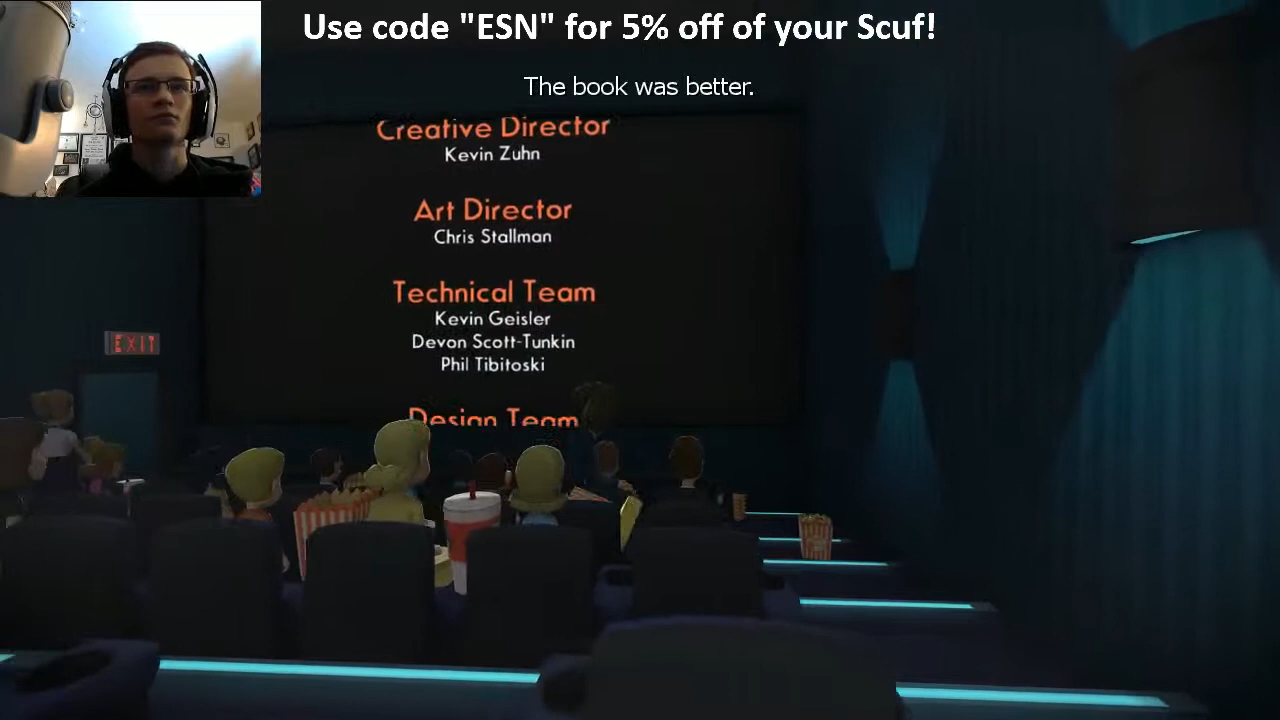 Use code "ESN" for 5% off of your Scuf!
The book was better.
Creative Director
Kevin Zuhn
Art Director
Chris Stallman
Technical Team
Kevin Geisler
Devon Scott-Tunkin
Phil Tibitoski
Design Team
EXIT